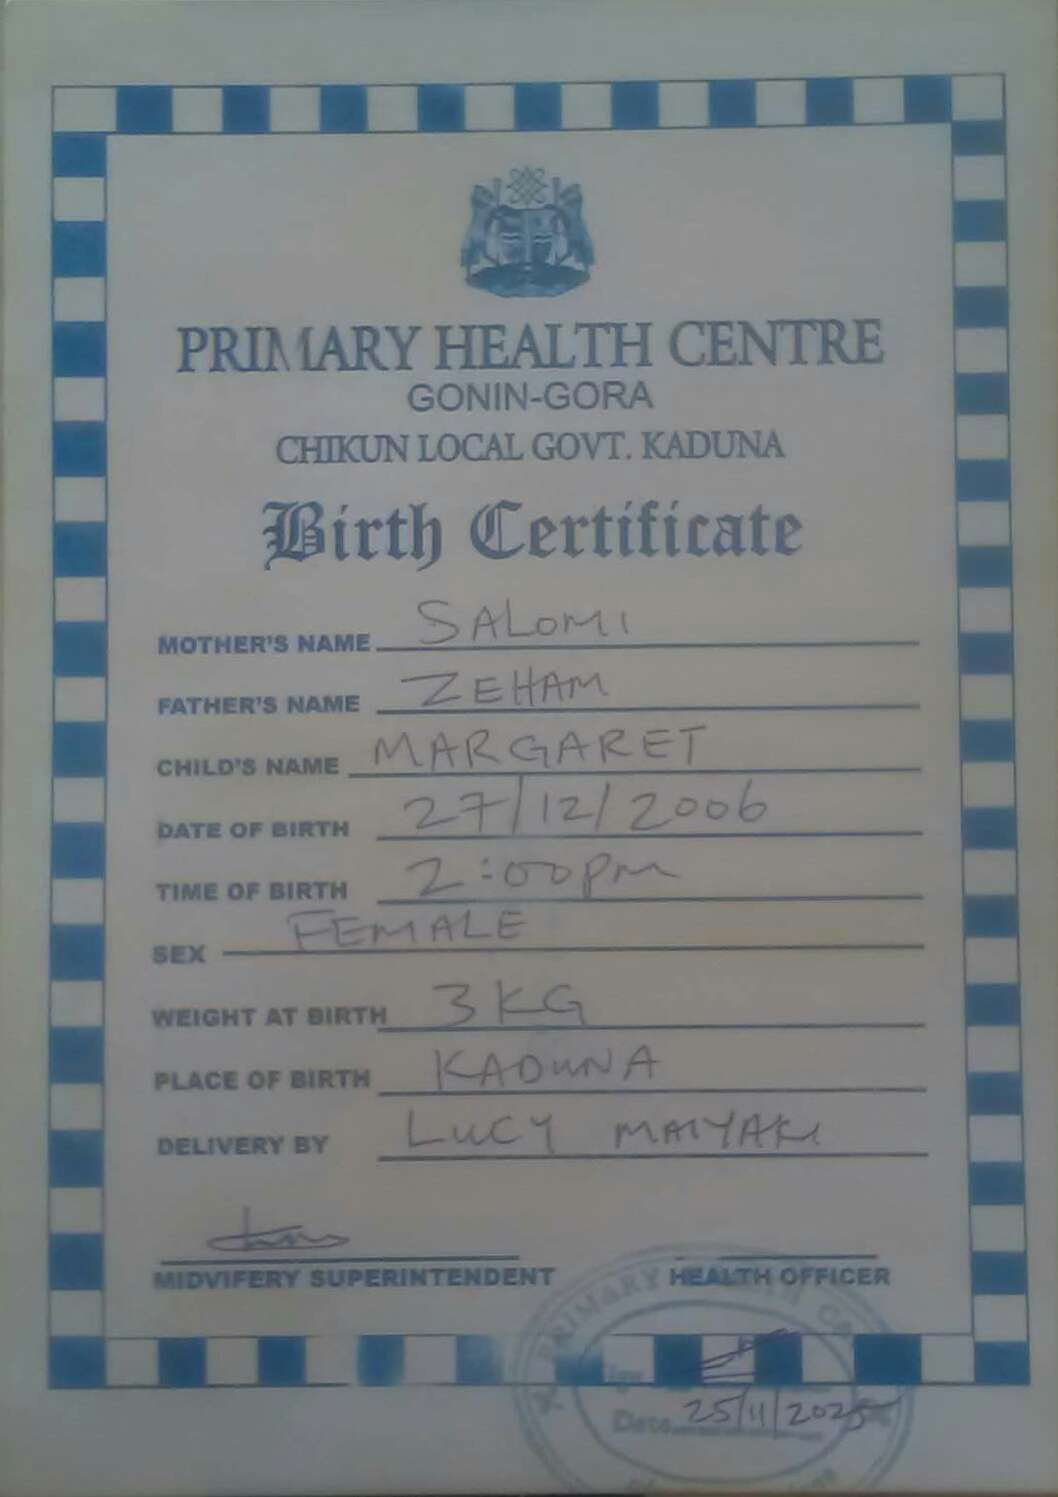 PRIMARY HEALTH CENTRE
GONIN-GORA
CHIKUN LOCAL GOVT. KADUNA
Birth Certificate
MOTHER'S NAME SALOMI
FATHER'S NAME ZEHAM
CHILD'S NAME MARGARET
DATE OF BIRTH 27/12/2006
TIME OF BIRTH 2:00pm
SEX FEMALE
WEIGHT AT BIRTH 3KG
PLACE OF BIRTH KADUNA
DELIVERY BY LUCY MAIYAKI
MIDVIFERY SUPERINTENDENT HEALTH OFFICER
PRIMARY HEALTH
Date 25/11/2025